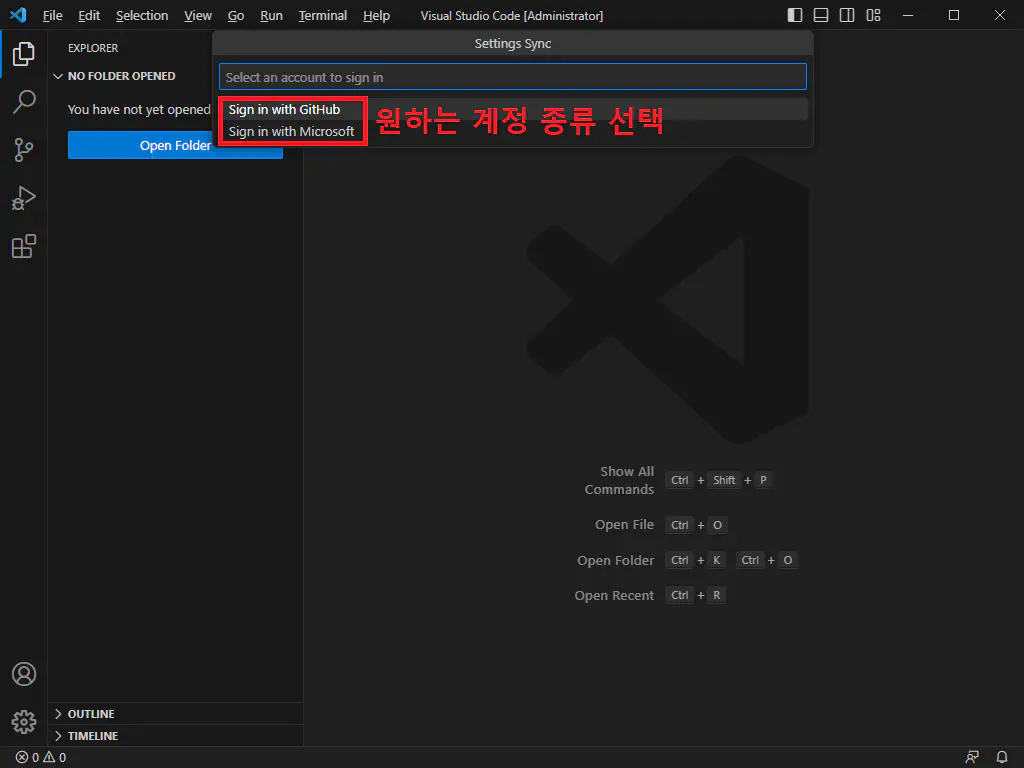 File Edit Selection View Go Run Terminal Help Visual Studio Code [Administrator]
EXPLORER
NO FOLDER OPENED
You have not yet opened
Open Folder
Settings Sync
Select an account to sign in
Sign in with GitHub
Sign in with Microsoft
원하는 계정 종류 선택
Show All
Commands
Ctrl + Shift + P
Open File Ctrl + O
Open Folder Ctrl + K Ctrl + O
Open Recent Ctrl + R
OUTLINE
TIMELINE
0 0